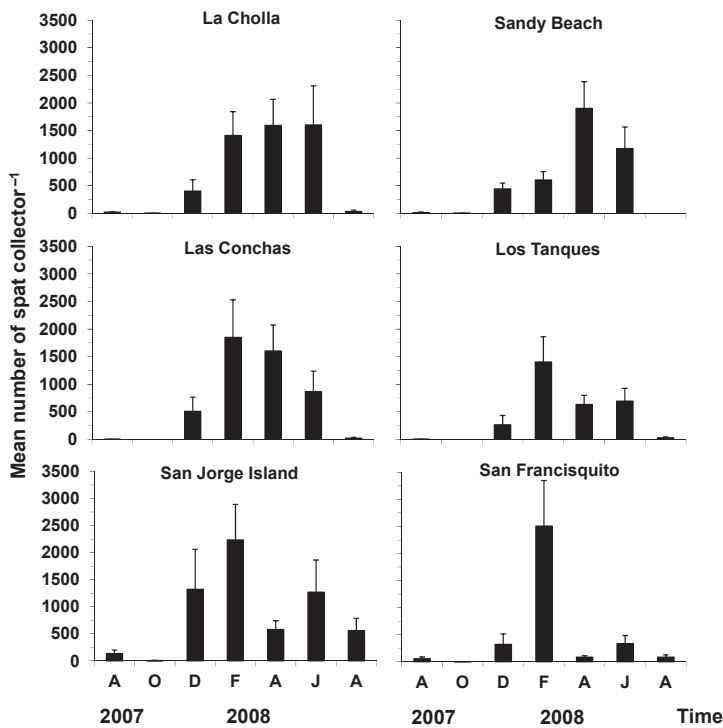 La Cholla
Sandy Beach
3500
3000
2500
2000
1500
1000
500
0
Las Conchas
Los Tanques
3500
3000
2500
2000
1500
1000
500
0
San Jorge Island
San Francisquito
3500
3000
2500
2000
1500
1000
500
0
Mean number of spat collector⁻¹
A O D F A J A
A O D F A J A
2007 2008 2007 2008 Time